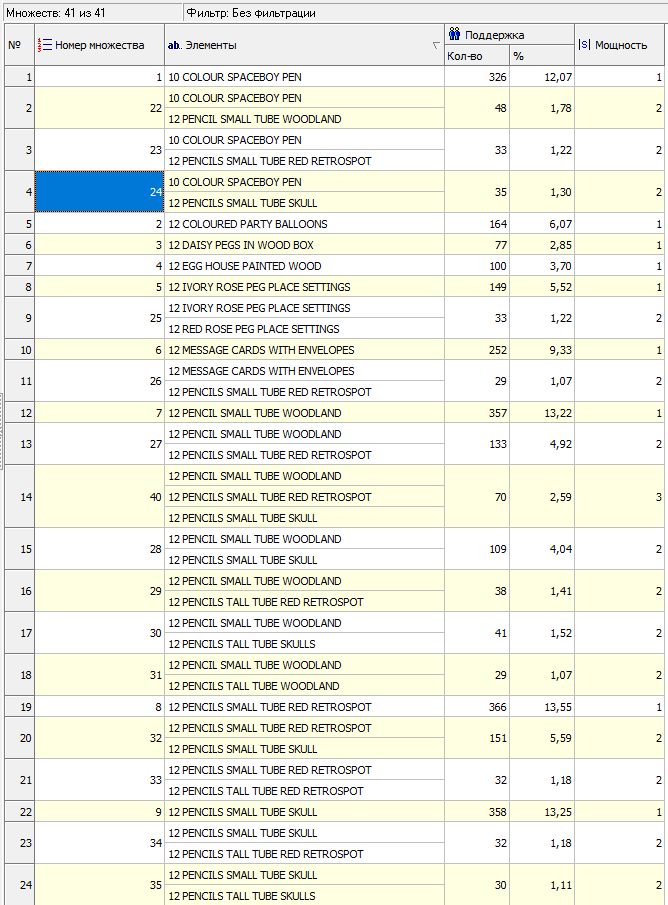 Множеств: 41 из 41 Фильтр: Без фильтрации
№ Номер множества ab. Элементы Поддержка |S| Мощность
Кол-во %
1 1 10 COLOUR SPACEBOY PEN 326 12,07 1
2 22 10 COLOUR SPACEBOY PEN 48 1,78 2
12 PENCIL SMALL TUBE WOODLAND
3 23 10 COLOUR SPACEBOY PEN 33 1,22 2
12 PENCILS SMALL TUBE RED RETROSPOT
4 24 10 COLOUR SPACEBOY PEN 35 1,30 2
12 PENCILS SMALL TUBE SKULL
5 2 12 COLOURED PARTY BALLOONS 164 6,07 1
6 3 12 DAISY PEGS IN WOOD BOX 77 2,85 1
7 4 12 EGG HOUSE PAINTED WOOD 100 3,70 1
8 5 12 IVORY ROSE PEG PLACE SETTINGS 149 5,52 1
9 25 12 IVORY ROSE PEG PLACE SETTINGS 33 1,22 2
12 RED ROSE PEG PLACE SETTINGS
10 6 12 MESSAGE CARDS WITH ENVELOPES 252 9,33 1
11 26 12 MESSAGE CARDS WITH ENVELOPES 29 1,07 2
12 PENCILS SMALL TUBE RED RETROSPOT
12 7 12 PENCIL SMALL TUBE WOODLAND 357 13,22 1
13 27 12 PENCIL SMALL TUBE WOODLAND 133 4,92 2
12 PENCILS SMALL TUBE RED RETROSPOT
14 40 12 PENCIL SMALL TUBE WOODLAND 70 2,59 3
12 PENCILS SMALL TUBE RED RETROSPOT
12 PENCILS SMALL TUBE SKULL
15 28 12 PENCIL SMALL TUBE WOODLAND 109 4,04 2
12 PENCILS SMALL TUBE SKULL
16 29 12 PENCIL SMALL TUBE WOODLAND 38 1,41 2
12 PENCILS TALL TUBE RED RETROSPOT
17 30 12 PENCIL SMALL TUBE WOODLAND 41 1,52 2
12 PENCILS TALL TUBE SKULLS
18 31 12 PENCIL SMALL TUBE WOODLAND 29 1,07 2
12 PENCILS TALL TUBE WOODLAND
19 8 12 PENCILS SMALL TUBE RED RETROSPOT 366 13,55 1
20 32 12 PENCILS SMALL TUBE RED RETROSPOT 151 5,59 2
12 PENCILS SMALL TUBE SKULL
21 33 12 PENCILS SMALL TUBE RED RETROSPOT 32 1,18 2
12 PENCILS TALL TUBE RED RETROSPOT
22 9 12 PENCILS SMALL TUBE SKULL 358 13,25 1
23 34 12 PENCILS SMALL TUBE SKULL 32 1,18 2
12 PENCILS TALL TUBE RED RETROSPOT
24 35 12 PENCILS SMALL TUBE SKULL 30 1,11 2
12 PENCILS TALL TUBE SKULLS